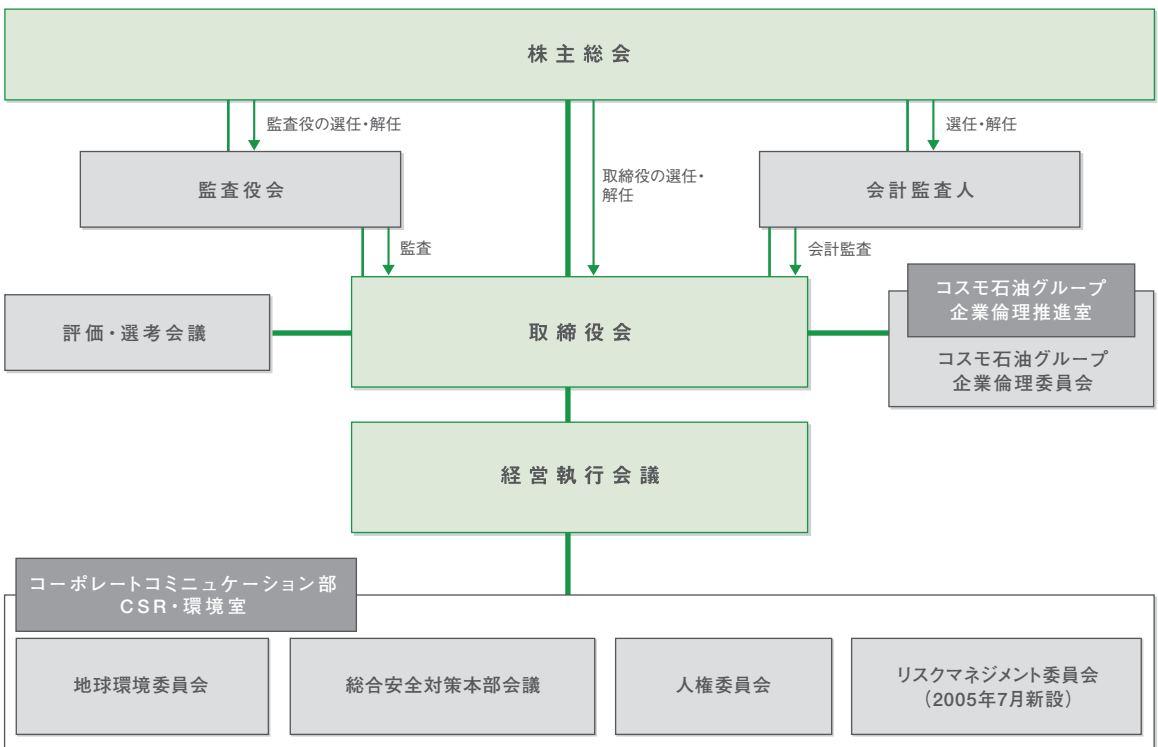 株主総会
監査役の選任・解任
取締役の選任・
解任
選任・解任
監査役会
会計監査人
監査
会計監査
評価・選考会議
取締役会
コスモ石油グループ
企業倫理推進室
コスモ石油グループ
企業倫理委員会
経営執行会議
コーポレートコミニュケーション部
CSR・環境室
地球環境委員会
総合安全対策本部会議
人権委員会
リスクマネジメント委員会
(2005年7月新設)